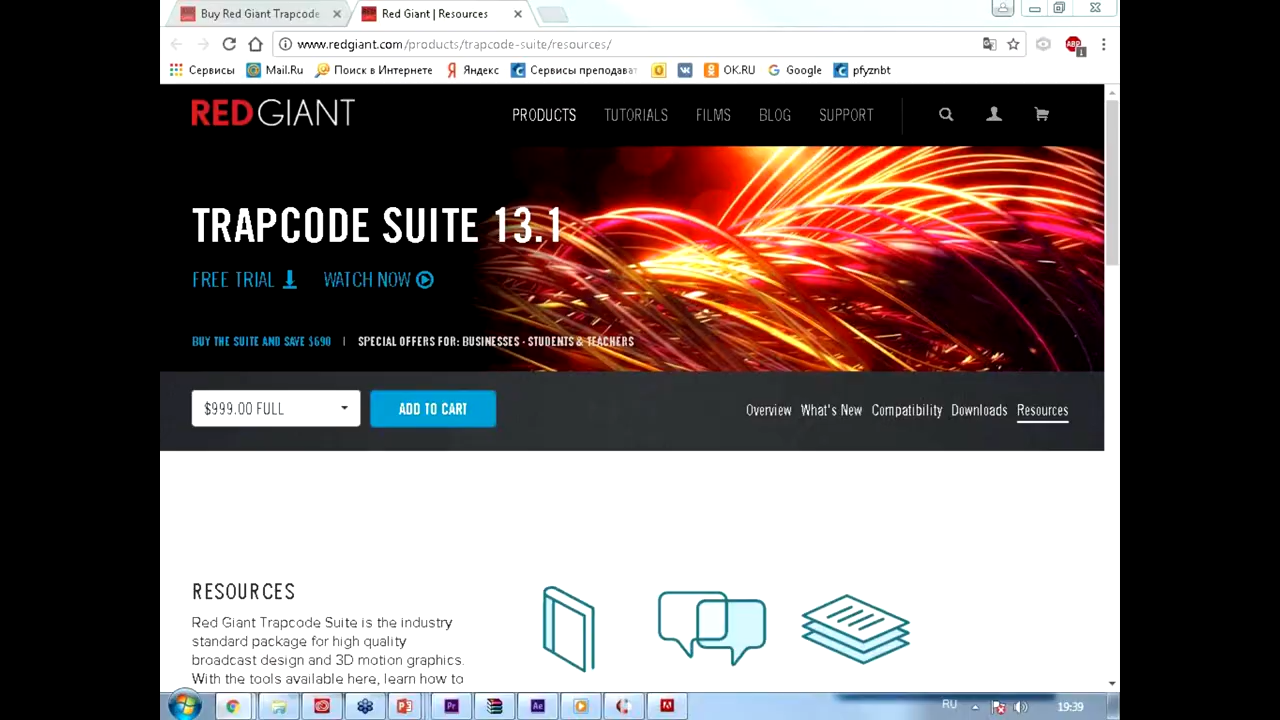 Buy Red Giant Trapcode
Red Giant | Resources
www.redgiant.com/products/trapcode-suite/resources/
Сервисы
Mail.Ru
Поиск в Интернете
Яндекс
Сервисы преподават
OK.RU
Google
pfyznbt
REDGIANT
PRODUCTS
TUTORIALS
FILMS
BLOG
SUPPORT
TRAPCODE SUITE 13.1
FREE TRIAL
WATCH NOW
BUY THE SUITE AND SAVE $690 | SPECIAL OFFERS FOR: BUSINESSES · STUDENTS & TEACHERS
$999.00 FULL
ADD TO CART
Overview
What's New
Compatibility
Downloads
Resources
RESOURCES
Red Giant Trapcode Suite is the industry
standard package for high quality
broadcast design and 3D motion graphics.
With the tools available here, learn how to
RU
19:39